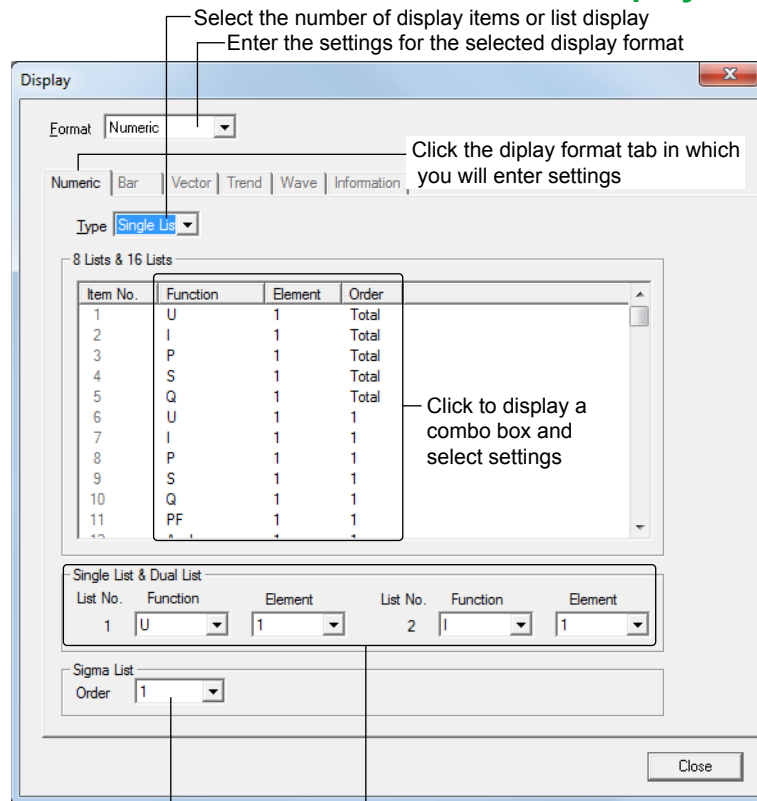 Select the number of display items or list display
Enter the settings for the selected display format
Display
Format Numeric
Click the diplay format tab in which
you will enter settings
Numeric Bar Vector Trend Wave Information
Type Single Lis
8 Lists & 16 Lists
Item No. Function Element Order
1 U 1 Total
2 I 1 Total
3 P 1 Total
4 S 1 Total
5 Q 1 Total
6 U 1 1
7 I 1 1
8 P 1 1
9 S 1 1
10 Q 1 1
11 PF 1 1
Click to display a
combo box and
select settings
Single List & Dual List
List No. Function Element List No. Function Element
1 U 1 2 I 1
Sigma List
Order 1
Close